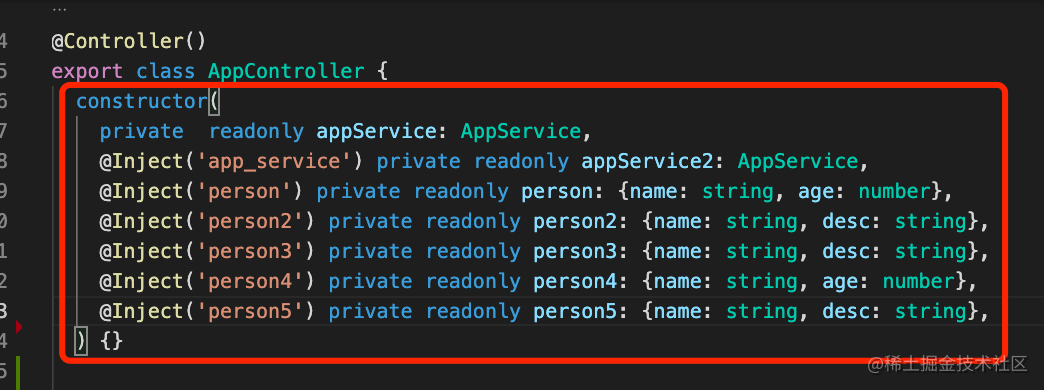 ...
4 @Controller()
5 export class AppController {
6 constructor(
7 private  readonly appService: AppService,
8 @Inject('app_service') private readonly appService2: AppService,
9 @Inject('person') private readonly person: {name: string, age: number},
0 @Inject('person2') private readonly person2: {name: string, desc: string},
1 @Inject('person3') private readonly person3: {name: string, desc: string},
2 @Inject('person4') private readonly person4: {name: string, age: number},
3 @Inject('person5') private readonly person5: {name: string, desc: string},
4 ) {}
5
@稀土掘金技术社区